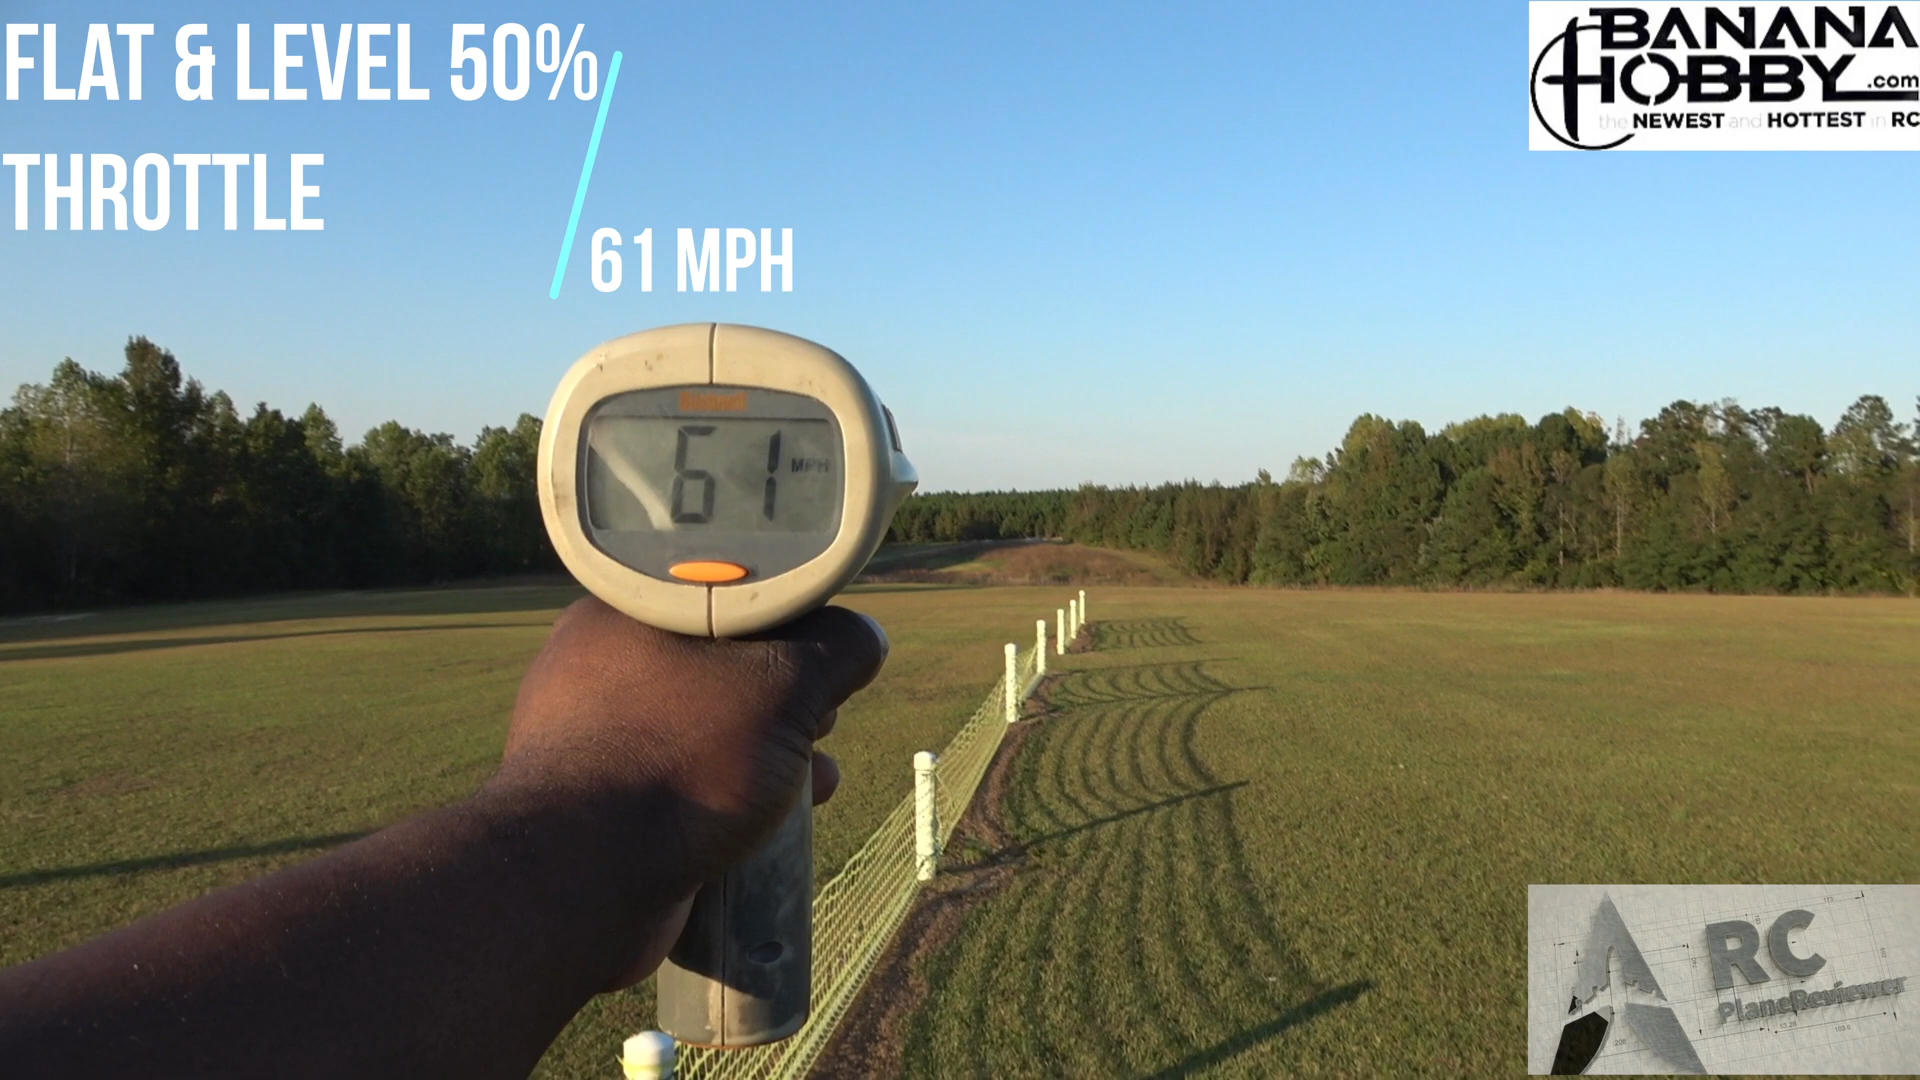 FLAT & LEVEL 50%
THROTTLE
61 MPH
BANANA
HOBBY.com
the NEWEST and HOTTEST in RC
Bushnell
61 MPH
RC
PlaneReviewer